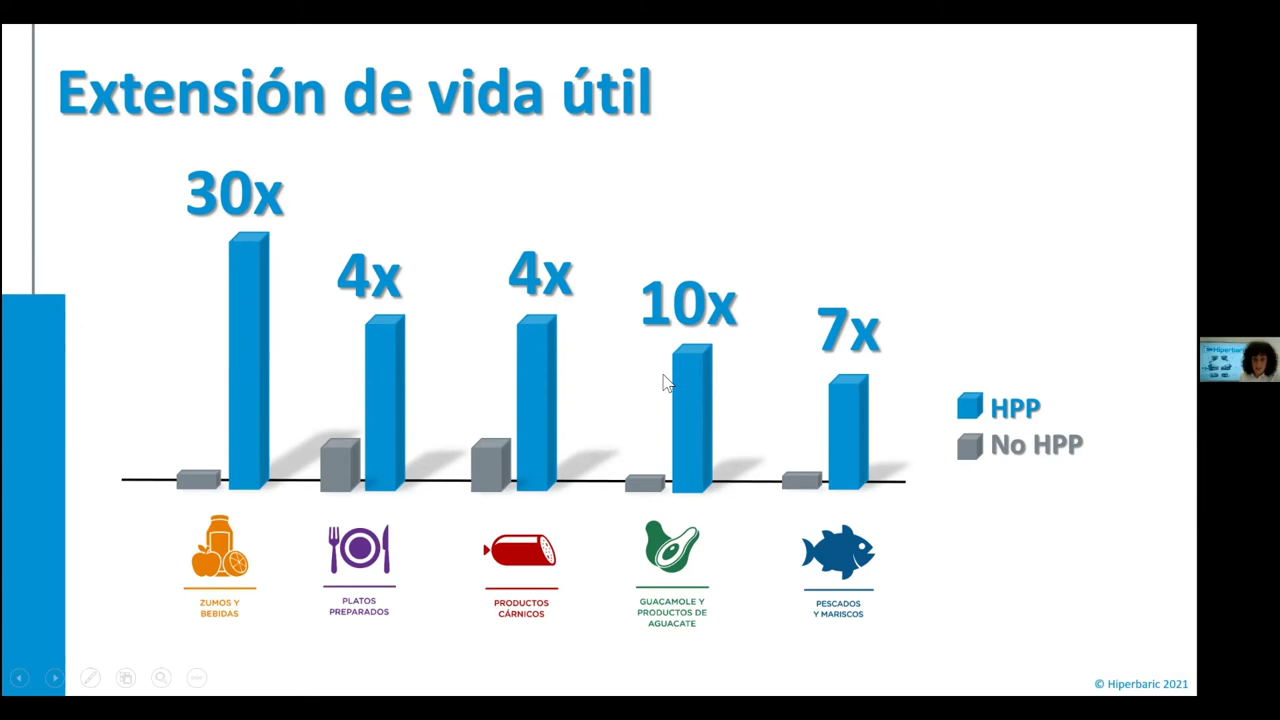 Extensión de vida útil
30x
4x
4x
10x
7x
HPP
No HPP
ZUMOS Y
BEBIDAS
PLATOS
PREPARADOS
PRODUCTOS
CÁRNICOS
GUACAMOLE Y
PRODUCTOS DE
AGUACATE
PESCADOS
Y MARISCOS
© Hiperbaric 2021
Hiperbaric